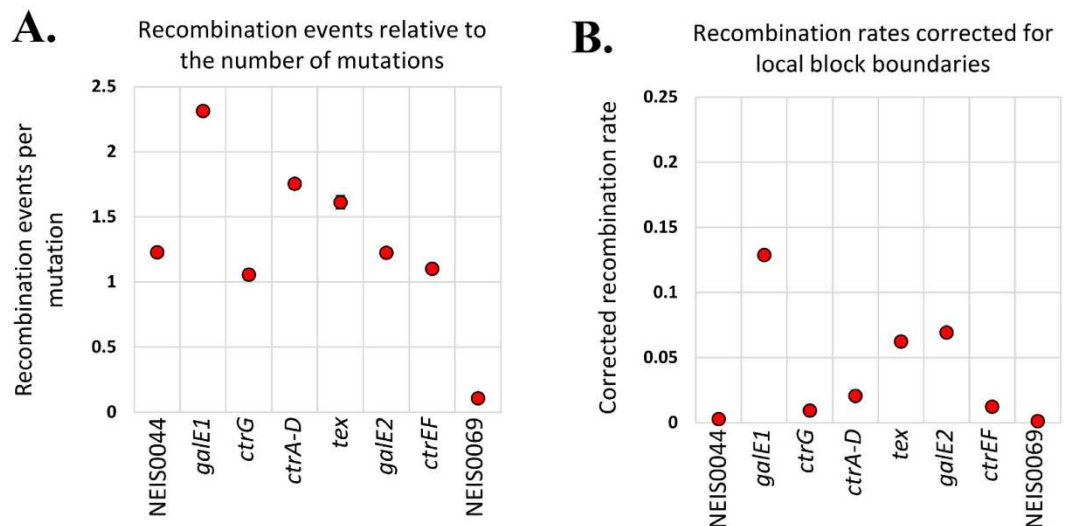 A.
Recombination events relative to
the number of mutations
Recombination events per
mutation
2.5
2
1.5
1
0.5
0
NEIS0044
galE1
ctrG
ctrA-D
tex
galE2
ctrEF
NEIS0069
B.
Recombination rates corrected for
local block boundaries
Corrected recombination rate
0.25
0.2
0.15
0.1
0.05
0
NEIS0044
galE1
ctrG
ctrA-D
tex
galE2
ctrEF
NEIS0069